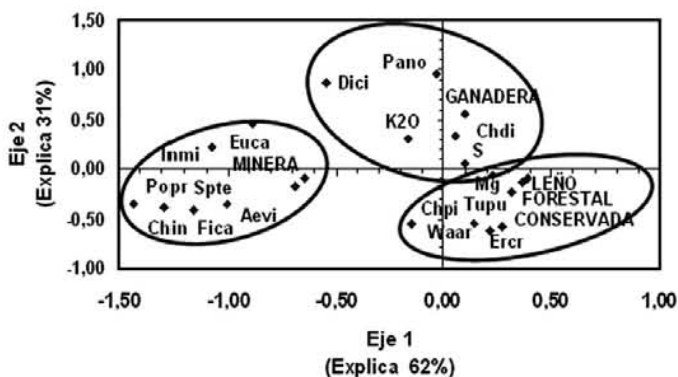 1,50
1,00
0,50
0,00
-0,50
-1,00
Eje 2
(Explica 31%)
Pano
Dici
GANADERA
K2O
Chdi
S
Inmi
Euca
MINERA
Popr
Spte
Aevi
Chin
Fica
Mg
LEÑO
Chpi
Tupu
FORESTAL
Waar
CONSERVADA
Ercr
-1,50
-1,00
-0,50
0,00
0,50
1,00
Eje 1
(Explica 62%)